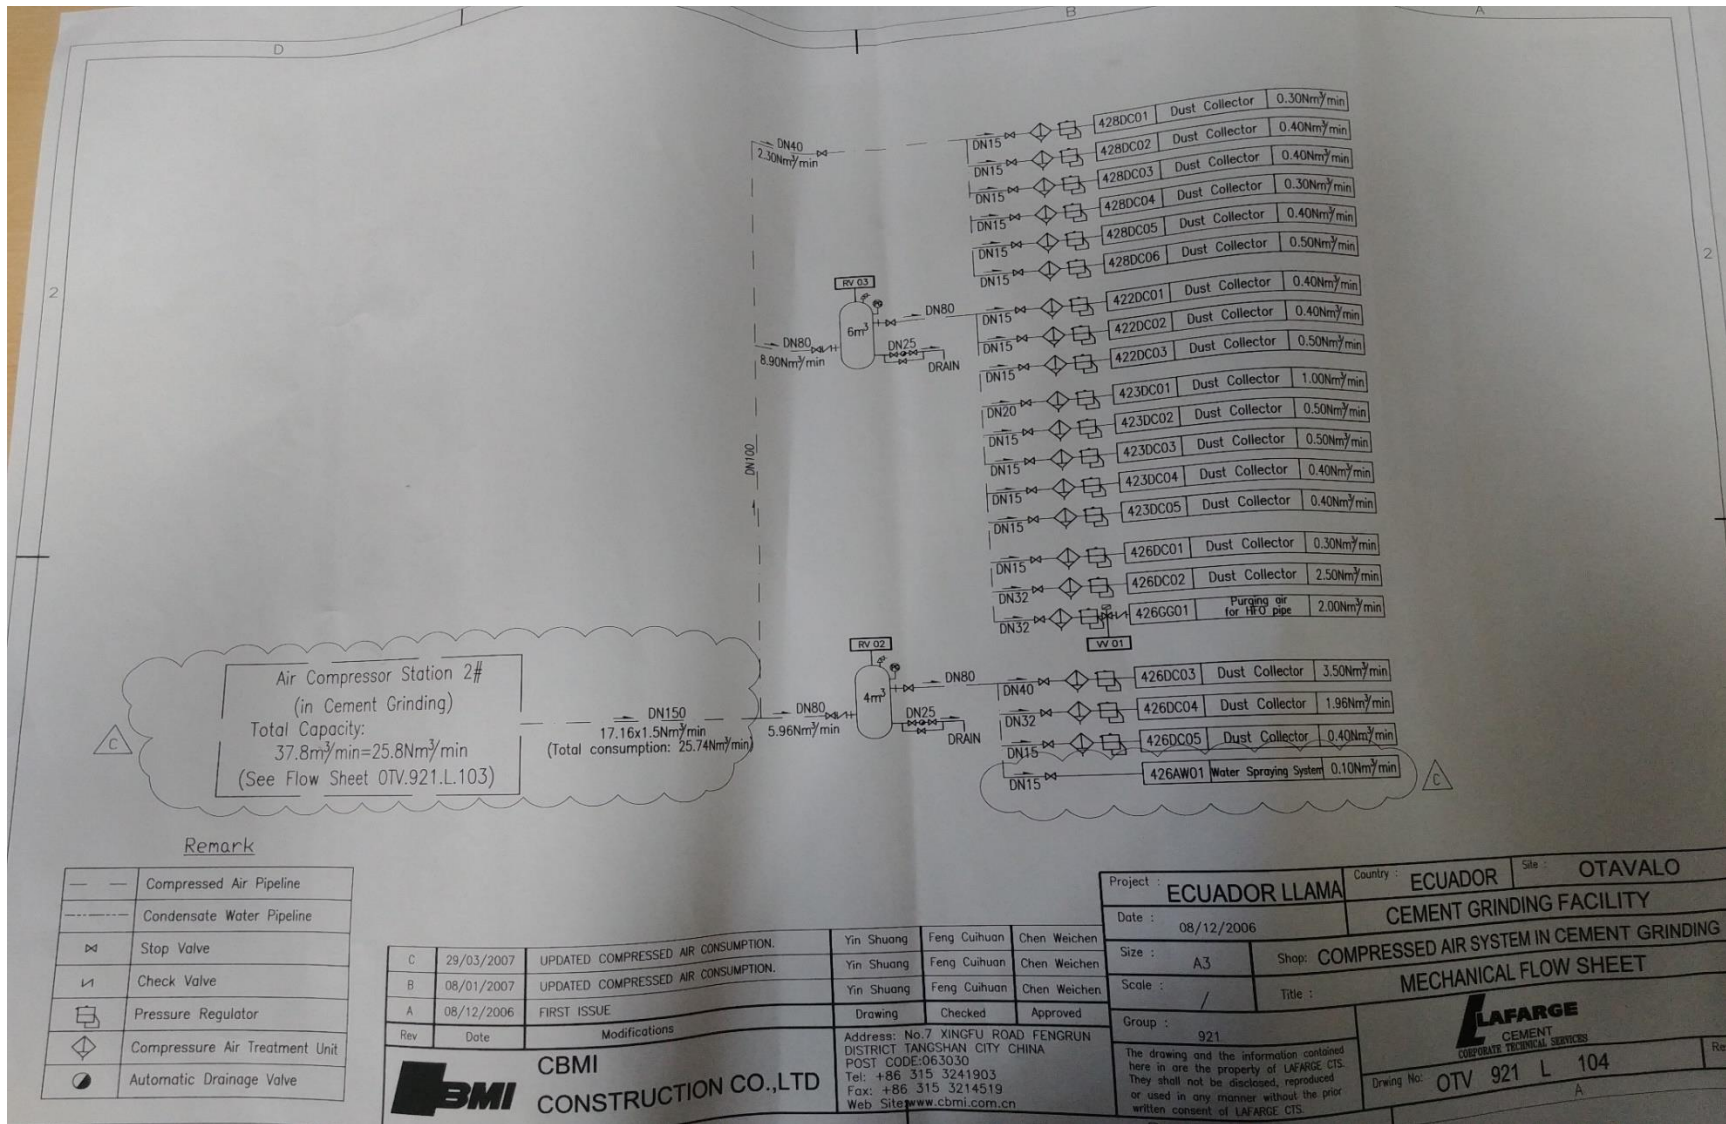 D
B
A
2
2
DN40
2.30Nm³/min
DN15
428DC01 Dust Collector 0.30Nm³/min
DN15
428DC02 Dust Collector 0.40Nm³/min
DN15
428DC03 Dust Collector 0.40Nm³/min
DN15
428DC04 Dust Collector 0.30Nm³/min
DN15
428DC05 Dust Collector 0.40Nm³/min
DN15
428DC06 Dust Collector 0.50Nm³/min
RV 03
6m³
DN80
8.90Nm³/min
DN80
DN25
DRAIN
DN15
422DC01 Dust Collector 0.40Nm³/min
DN15
422DC02 Dust Collector 0.40Nm³/min
DN15
422DC03 Dust Collector 0.50Nm³/min
DN20
423DC01 Dust Collector 1.00Nm³/min
DN15
423DC02 Dust Collector 0.50Nm³/min
DN15
423DC03 Dust Collector 0.50Nm³/min
DN15
423DC04 Dust Collector 0.40Nm³/min
DN15
423DC05 Dust Collector 0.40Nm³/min
DN15
426DC01 Dust Collector 0.30Nm³/min
DN32
426DC02 Dust Collector 2.50Nm³/min
DN32
426GG01 Purging air for HFO pipe 2.00Nm³/min
VV 01
DN100
RV 02
4m³
DN80
5.96Nm³/min
DN80
DN25
DRAIN
DN40
426DC03 Dust Collector 3.50Nm³/min
DN32
426DC04 Dust Collector 1.96Nm³/min
DN15
426DC05 Dust Collector 0.40Nm³/min
DN15
426AW01 Water Spraying System 0.10Nm³/min
C
C
Air Compressor Station 2#
(in Cement Grinding)
Total Capacity:
37.8m³/min=25.8Nm³/min
(See Flow Sheet OTV.921.L.103)
DN150
17.16x1.5Nm³/min
(Total consumption: 25.74Nm³/min)
Remark
Compressed Air Pipeline
Condensate Water Pipeline
Stop Valve
Check Valve
Pressure Regulator
Compressure Air Treatment Unit
Automatic Drainage Valve
C 29/03/2007 UPDATED COMPRESSED AIR CONSUMPTION. Yin Shuang Feng Cuihuan Chen Weichen
B 08/01/2007 UPDATED COMPRESSED AIR CONSUMPTION. Yin Shuang Feng Cuihuan Chen Weichen
A 08/12/2006 FIRST ISSUE Yin Shuang Feng Cuihuan Chen Weichen
Rev Date Modifications Drawing Checked Approved
CBMI
CBMI
CONSTRUCTION CO.,LTD
Address: No.7 XINGFU ROAD FENGRUN
DISTRICT TANGSHAN CITY CHINA
POST CODE:063030
Tel: +86 315 3241903
Fax: +86 315 3214519
Web Site:www.cbmi.com.cn
Project : ECUADOR LLAMA
Country : ECUADOR
Site : OTAVALO
Date :
08/12/2006
CEMENT GRINDING FACILITY
Size : A3
Shop: COMPRESSED AIR SYSTEM IN CEMENT GRINDING
Scale : /
Title : MECHANICAL FLOW SHEET
Group :
921
The drawing and the information contained
here in are the property of LAFARGE CTS.
They shall not be disclosed, reproduced
or used in any manner without the prior
written consent of LAFARGE CTS.
LAFARGE
CEMENT
CORPORATE TECHNICAL SERVICES
Drwing No: OTV 921 L 104
A